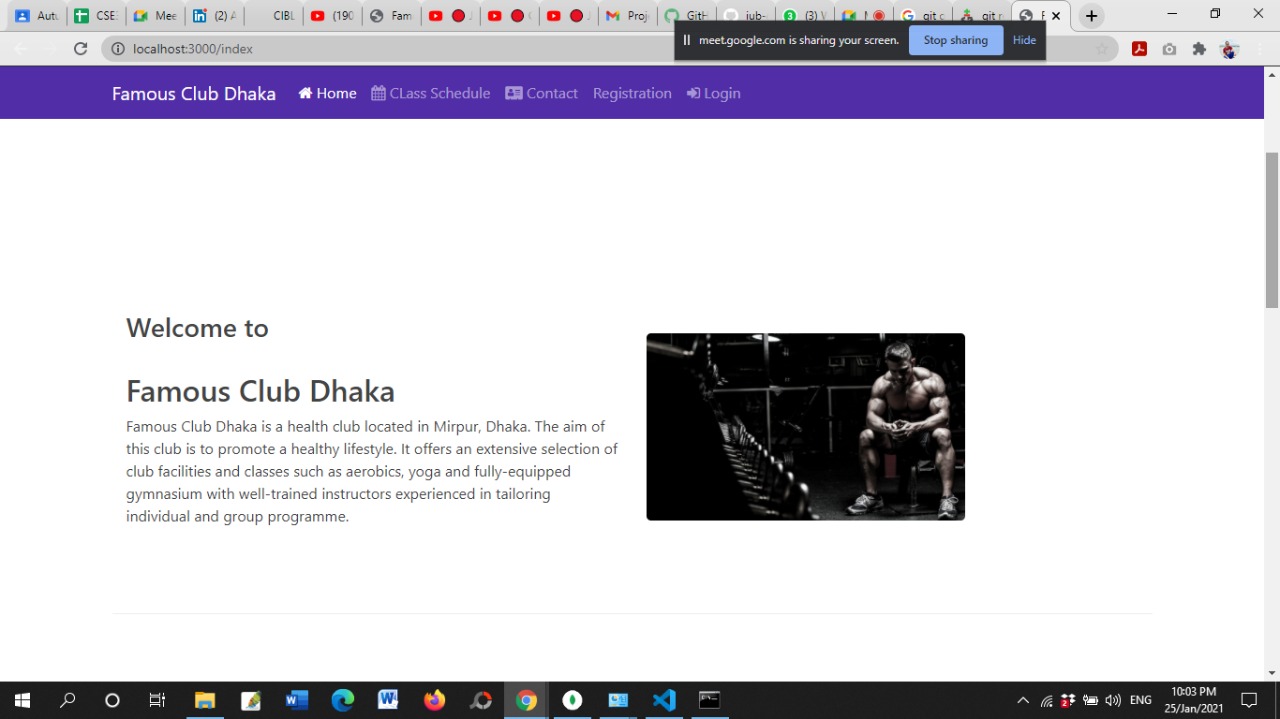 Auto
CSE
Mee
(2) A
CIBL
(190
Fam
Proj
GitH
iub-
git c
git r
meet.google.com is sharing your screen.
Stop sharing
Hide
localhost:3000/index
Famous Club Dhaka
Home
CLass Schedule
Contact
Registration
Login
Welcome to
Famous Club Dhaka
Famous Club Dhaka is a health club located in Mirpur, Dhaka. The aim of
this club is to promote a healthy lifestyle. It offers an extensive selection of
club facilities and classes such as aerobics, yoga and fully-equipped
gymnasium with well-trained instructors experienced in tailoring
individual and group programme.
ENG
10:03 PM
25/Jan/2021